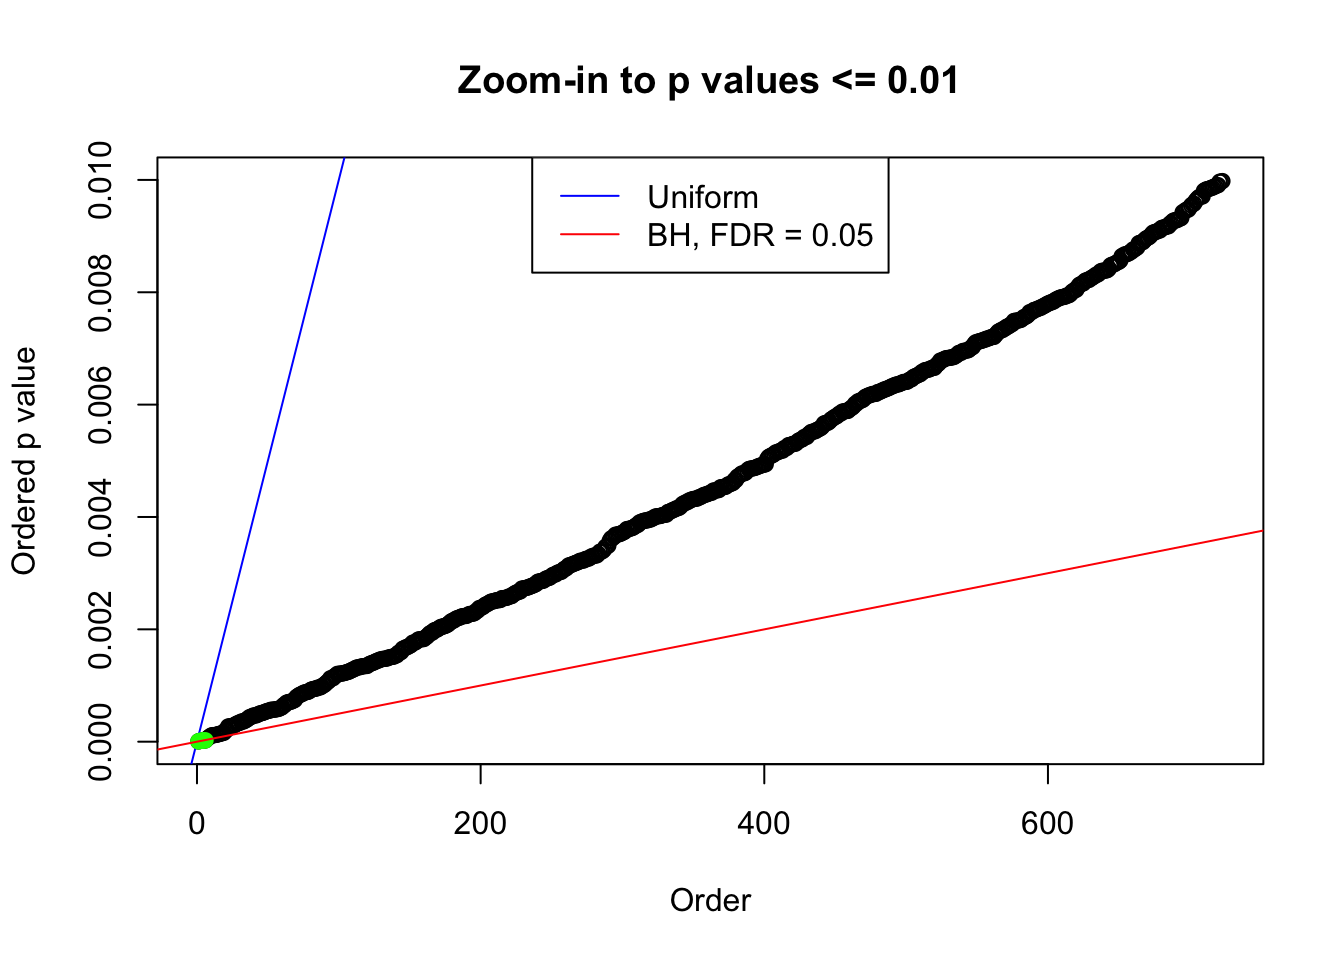 Zoom-in to p values <= 0.01
Uniform
BH, FDR = 0.05
Ordered p value
0.010
0.008
0.006
0.004
0.002
0.000
0
200
400
600
Order